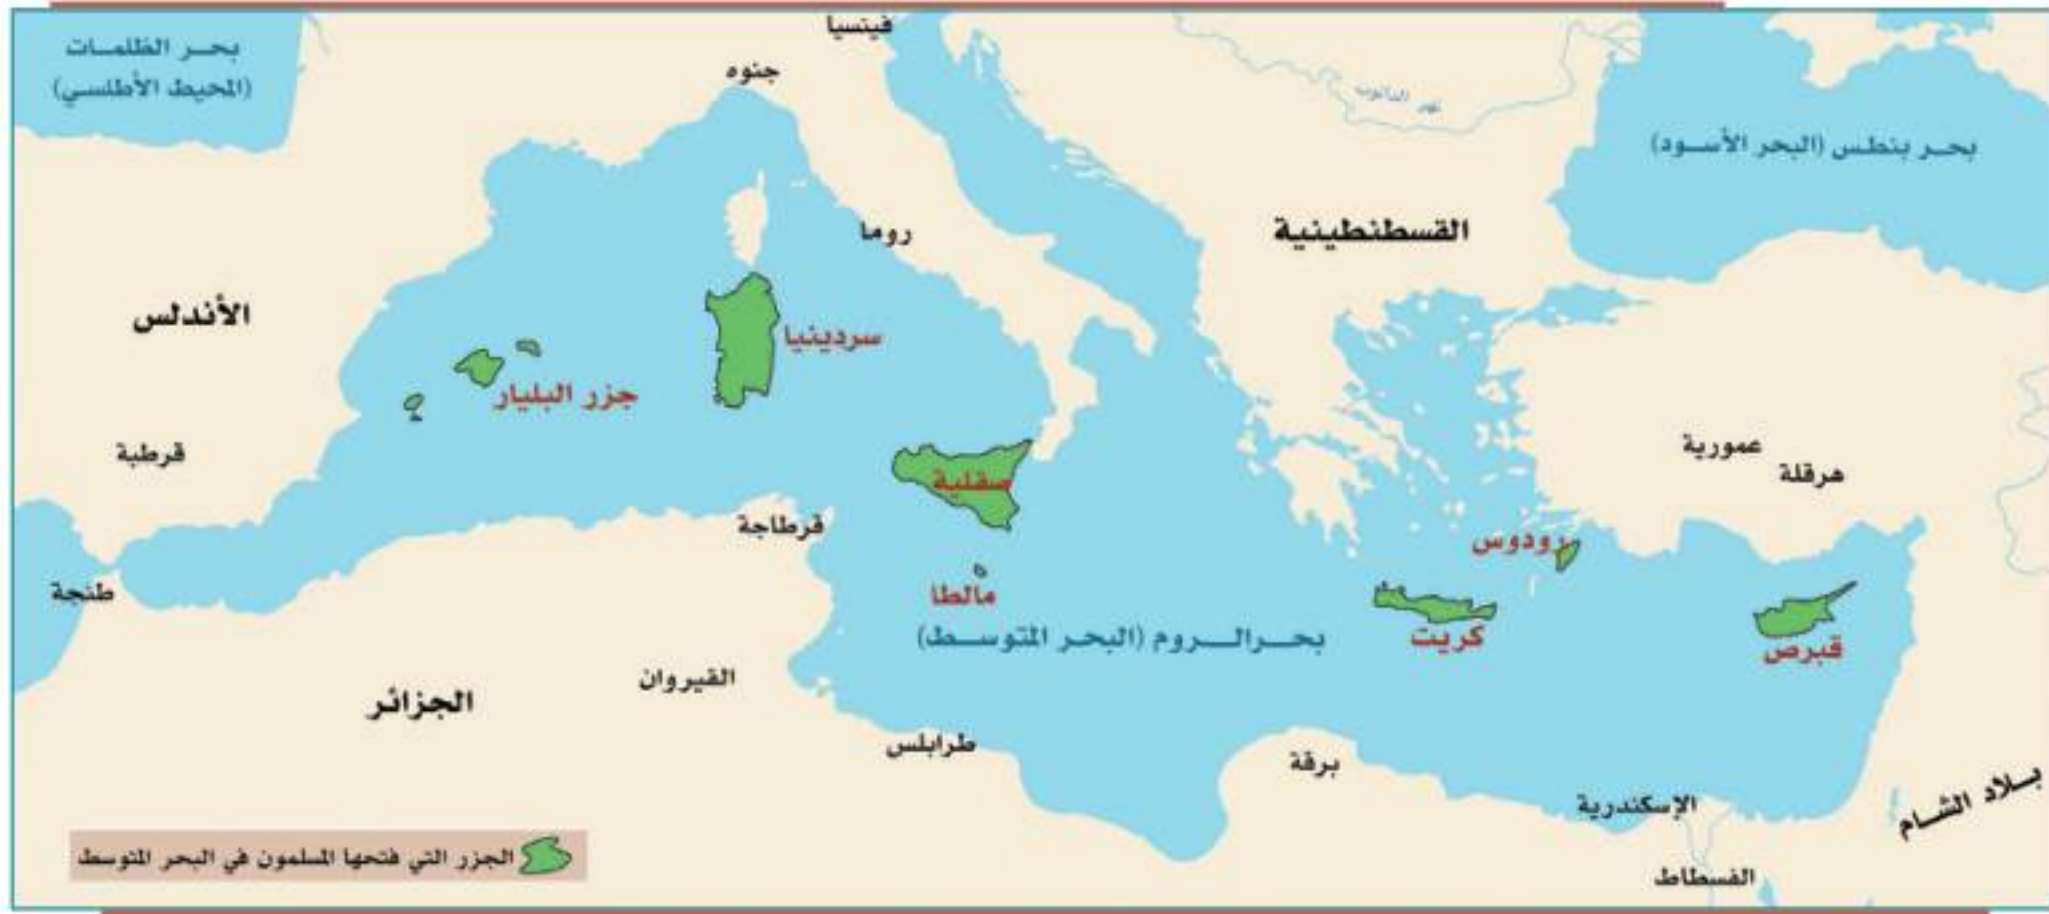 فينسيا
بحر الظلمات
(المحيط الأطلسي)
جنوه
نهر الدانوب
بحر بنطس (البحر الأسود)
روما
القسطنطينية
الأندلس
سردينيا
جزر البليار
قرطبة
عمورية
هرقلة
صقلية
قرطاجة
رودوس
طنجة
مالطا
بحر الروم (البحر المتوسط)
كريت
قبرص
القيروان
الجزائر
طرابلس
برقة
الإسكندرية
بلاد الشام
الجزر التي فتحها المسلمون في البحر المتوسط
الفسطاط